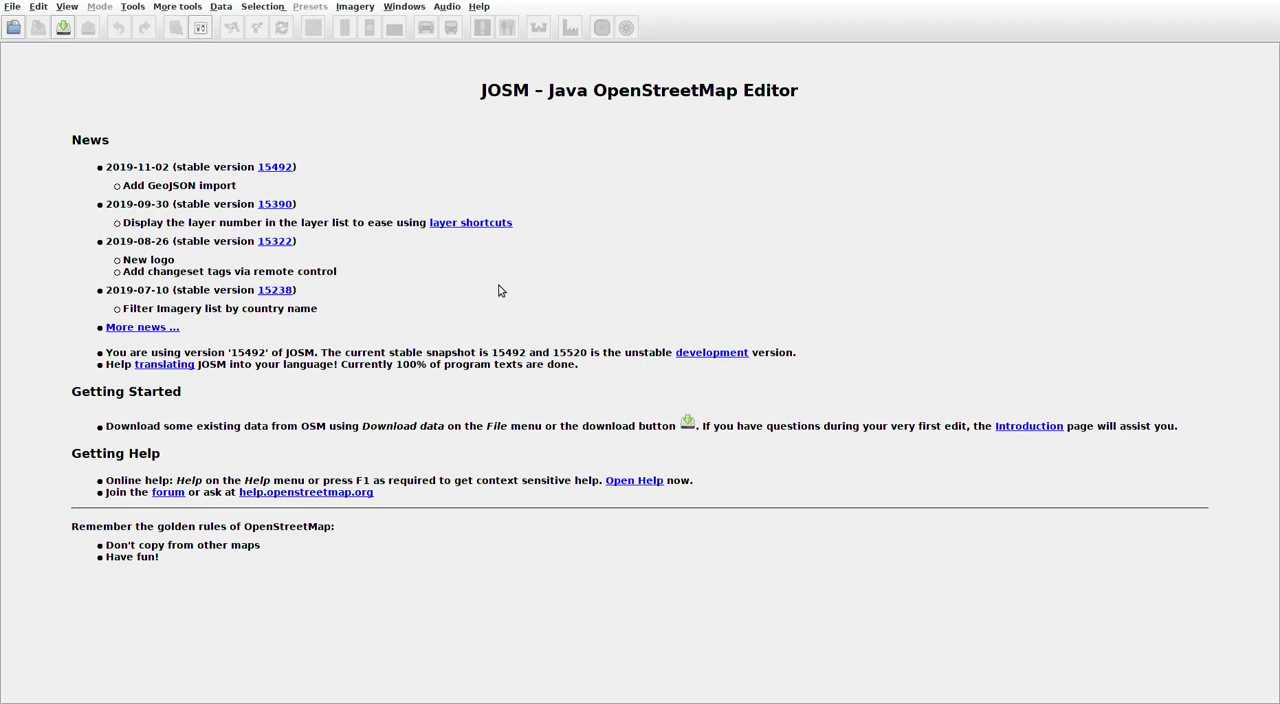 File Edit View Mode Tools More tools Data Selection Presets Imagery Windows Audio Help
JOSM – Java OpenStreetMap Editor
News
2019-11-02 (stable version 15492)
Add GeoJSON import
2019-09-30 (stable version 15390)
Display the layer number in the layer list to ease using layer shortcuts
2019-08-26 (stable version 15322)
New logo
Add changeset tags via remote control
2019-07-10 (stable version 15238)
Filter Imagery list by country name
More news ...
You are using version '15492' of JOSM. The current stable snapshot is 15492 and 15520 is the unstable development version.
Help translating JOSM into your language! Currently 100% of program texts are done.
Getting Started
Download some existing data from OSM using Download data on the File menu or the download button . If you have questions during your very first edit, the Introduction page will assist you.
Getting Help
Online help: Help on the Help menu or press F1 as required to get context sensitive help. Open Help now.
Join the forum or ask at help.openstreetmap.org
Remember the golden rules of OpenStreetMap:
Don't copy from other maps
Have fun!